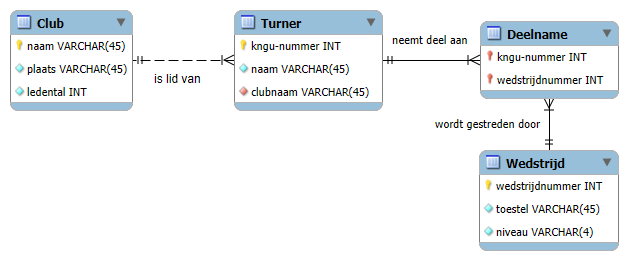 Club
naam VARCHAR(45)
plaats VARCHAR(45)
ledental INT
is lid van
Turner
kngu-nummer INT
naam VARCHAR(45)
clubnaam VARCHAR(45)
neemt deel aan
Deelname
kngu-nummer INT
wedstrijdnummer INT
wordt gestreden door
Wedstrijd
wedstrijdnummer INT
toestel VARCHAR(45)
niveau VARCHAR(4)